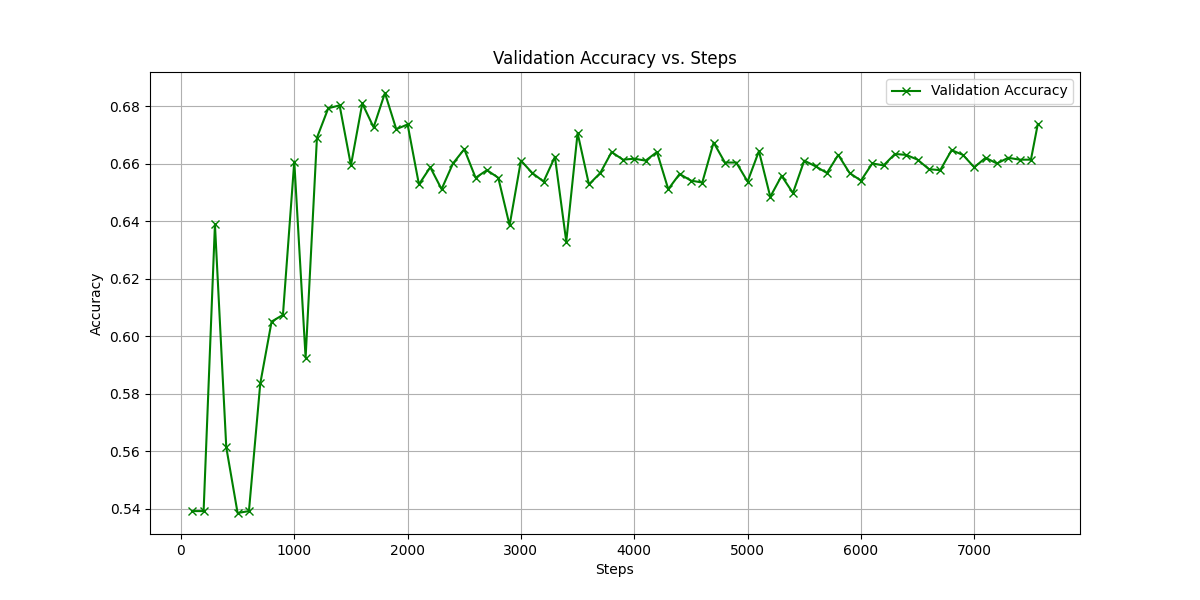 Validation Accuracy vs. Steps
Validation Accuracy
0.68
0.66
0.64
0.62
0.60
0.58
0.56
0.54
Accuracy
0 1000 2000 3000 4000 5000 6000 7000
Steps